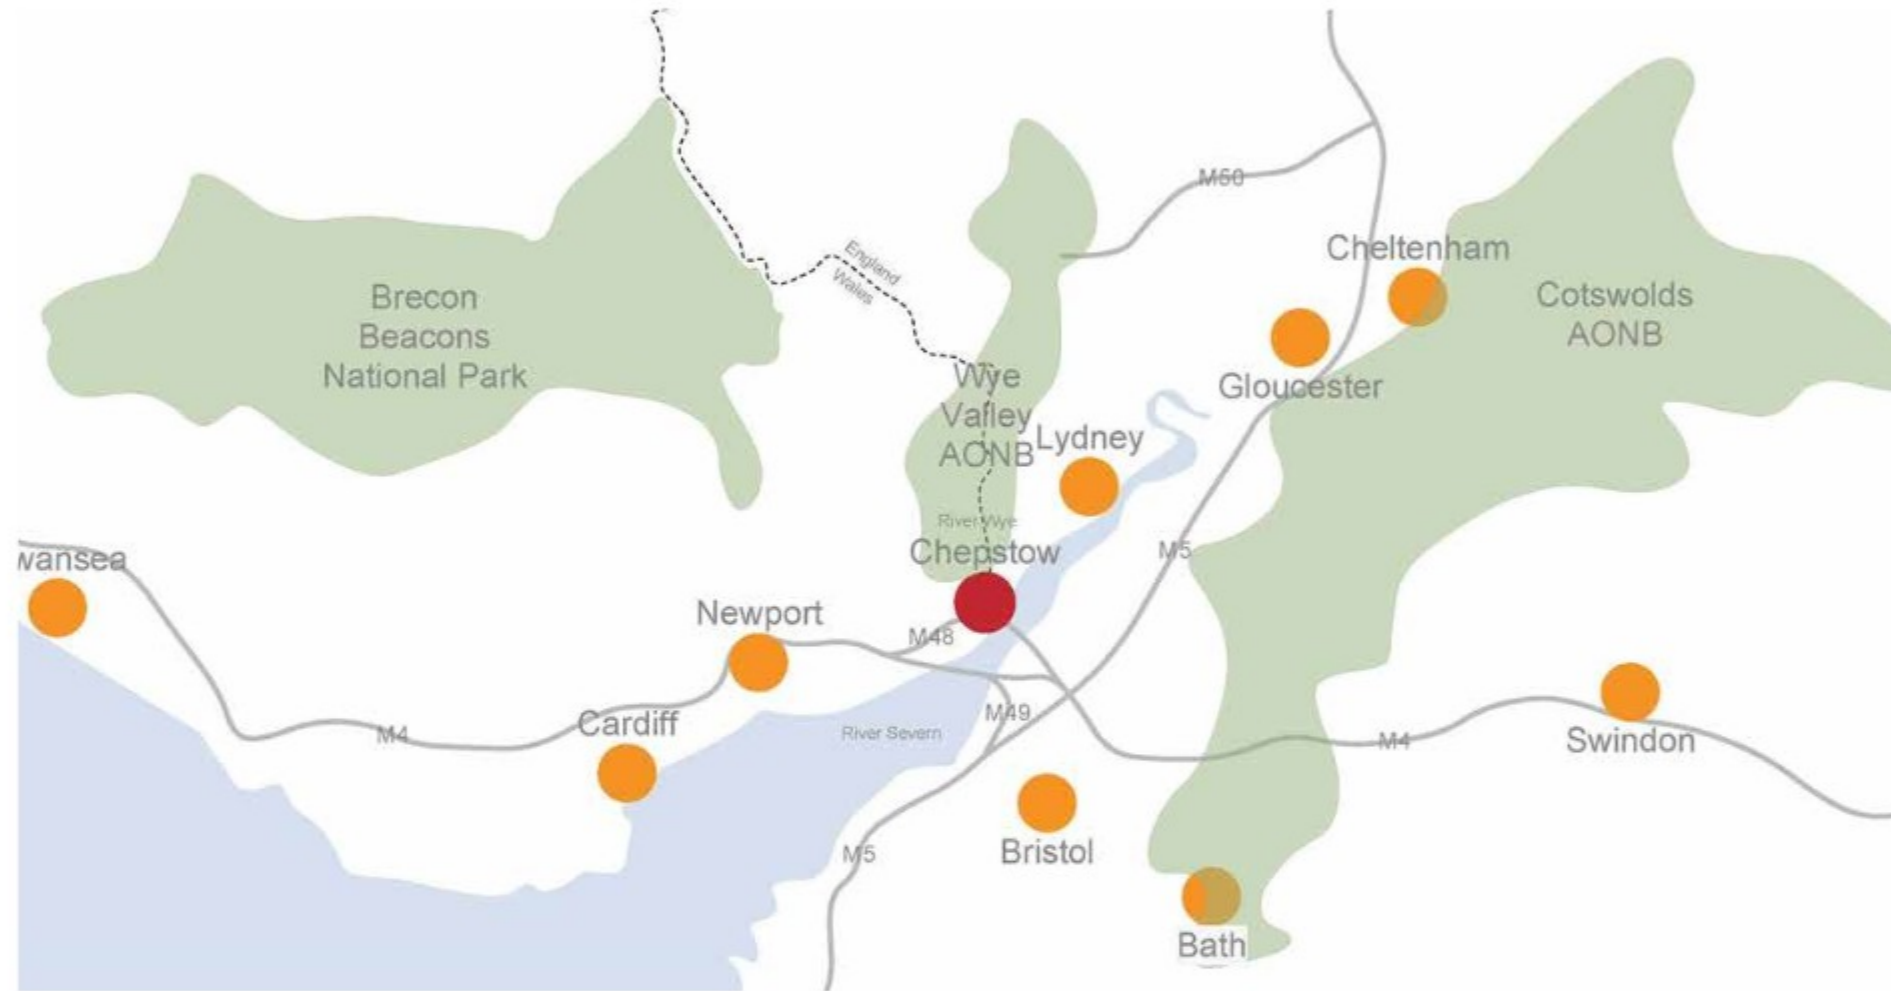 M50
England
Wales
Cheltenham
Brecon
Beacons
National Park
Cotswolds
AONB
Wye
Valley
AONB
Gloucester
Lydney
River Wye
Chepstow
M5
wansea
Newport
M48
M49
Cardiff
M4
River Severn
M4
Swindon
M5
Bristol
Bath